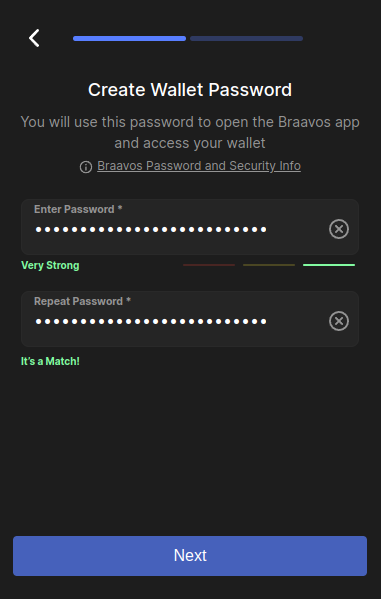 Create Wallet Password
You will use this password to open the Braavos app
and access your wallet
Braavos Password and Security Info
Enter Password *
••••••••••••••••••••••••••
Very Strong
Repeat Password *
••••••••••••••••••••••••••
It's a Match!
Next